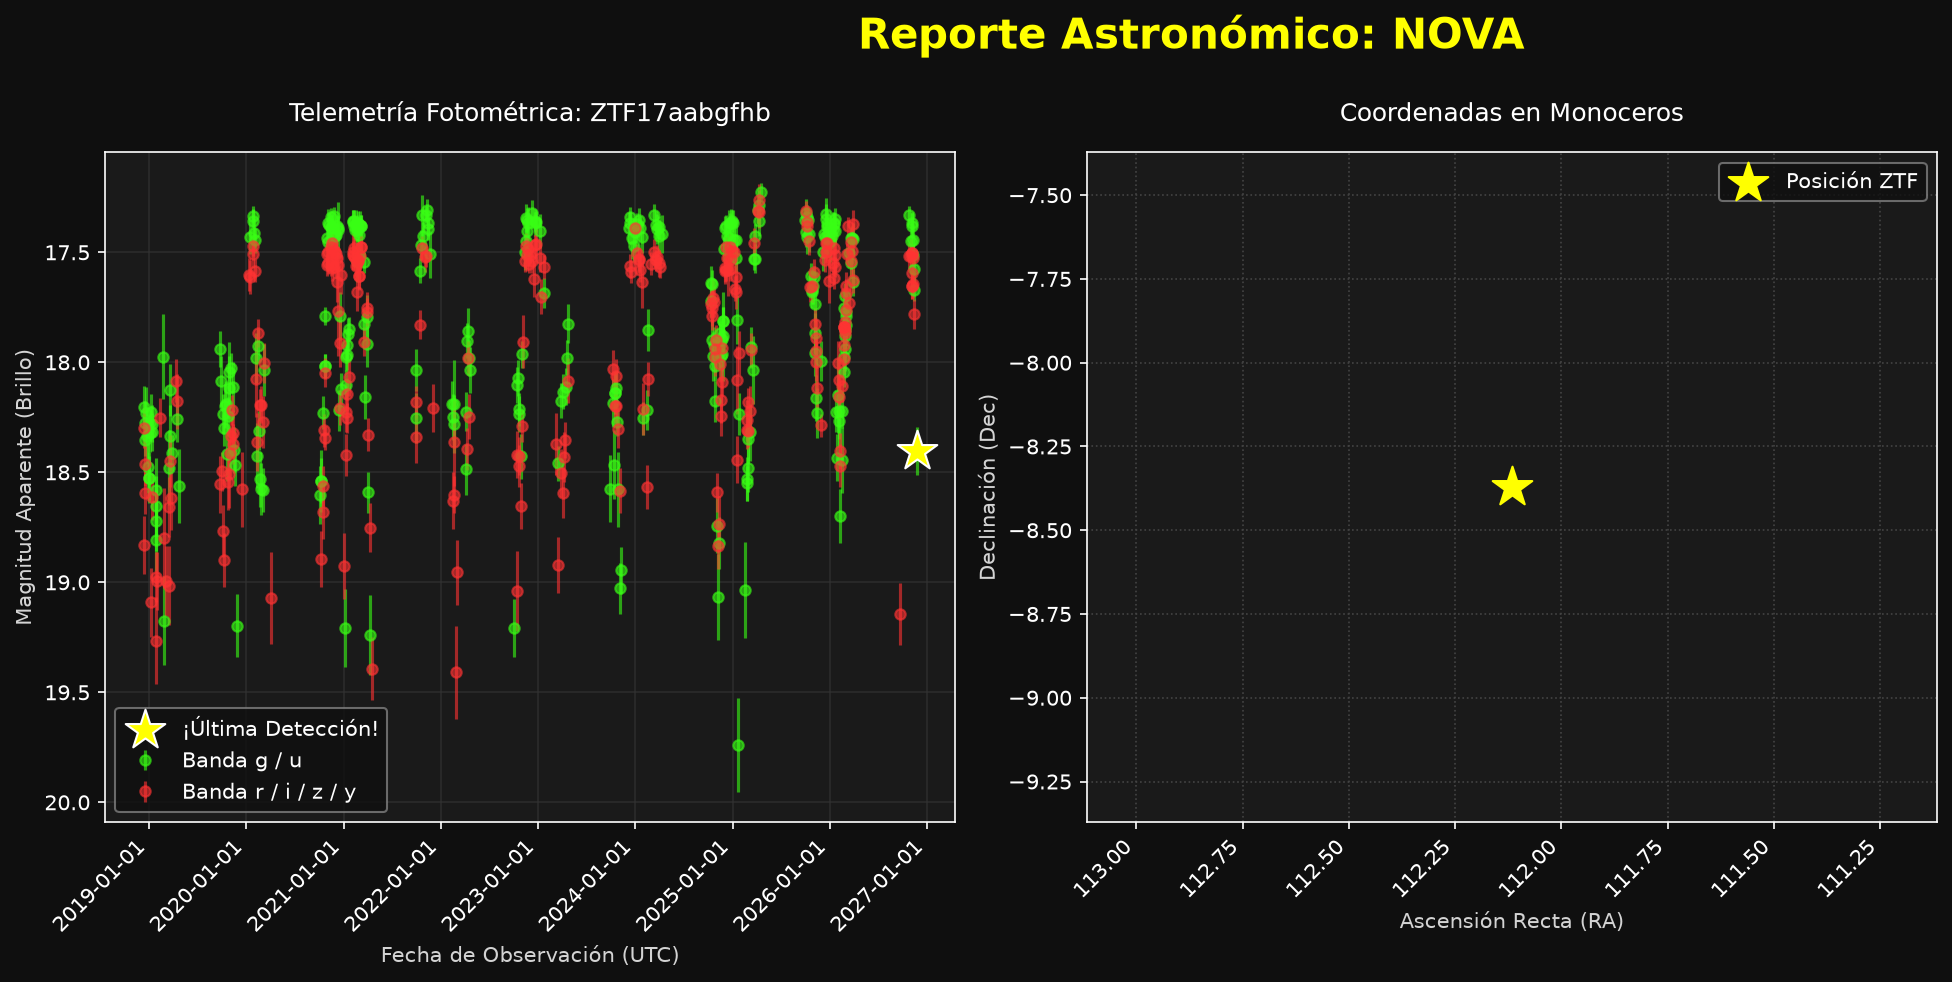 Reporte Astronómico: NOVA
Telemetría Fotométrica: ZTF17aabgfhb
Magnitud Aparente (Brillo)
17.5
18.0
18.5
19.0
19.5
20.0
¡Última Detección!
Banda g / u
Banda r / i / z / y
2019-01-01
2020-01-01
2021-01-01
2022-01-01
2023-01-01
2024-01-01
2025-01-01
2026-01-01
2027-01-01
Fecha de Observación (UTC)
Coordenadas en Monoceros
Posición ZTF
Declinación (Dec)
−7.50
−7.75
−8.00
−8.25
−8.50
−8.75
−9.00
−9.25
113.00
112.75
112.50
112.25
112.00
111.75
111.50
111.25
Ascensión Recta (RA)